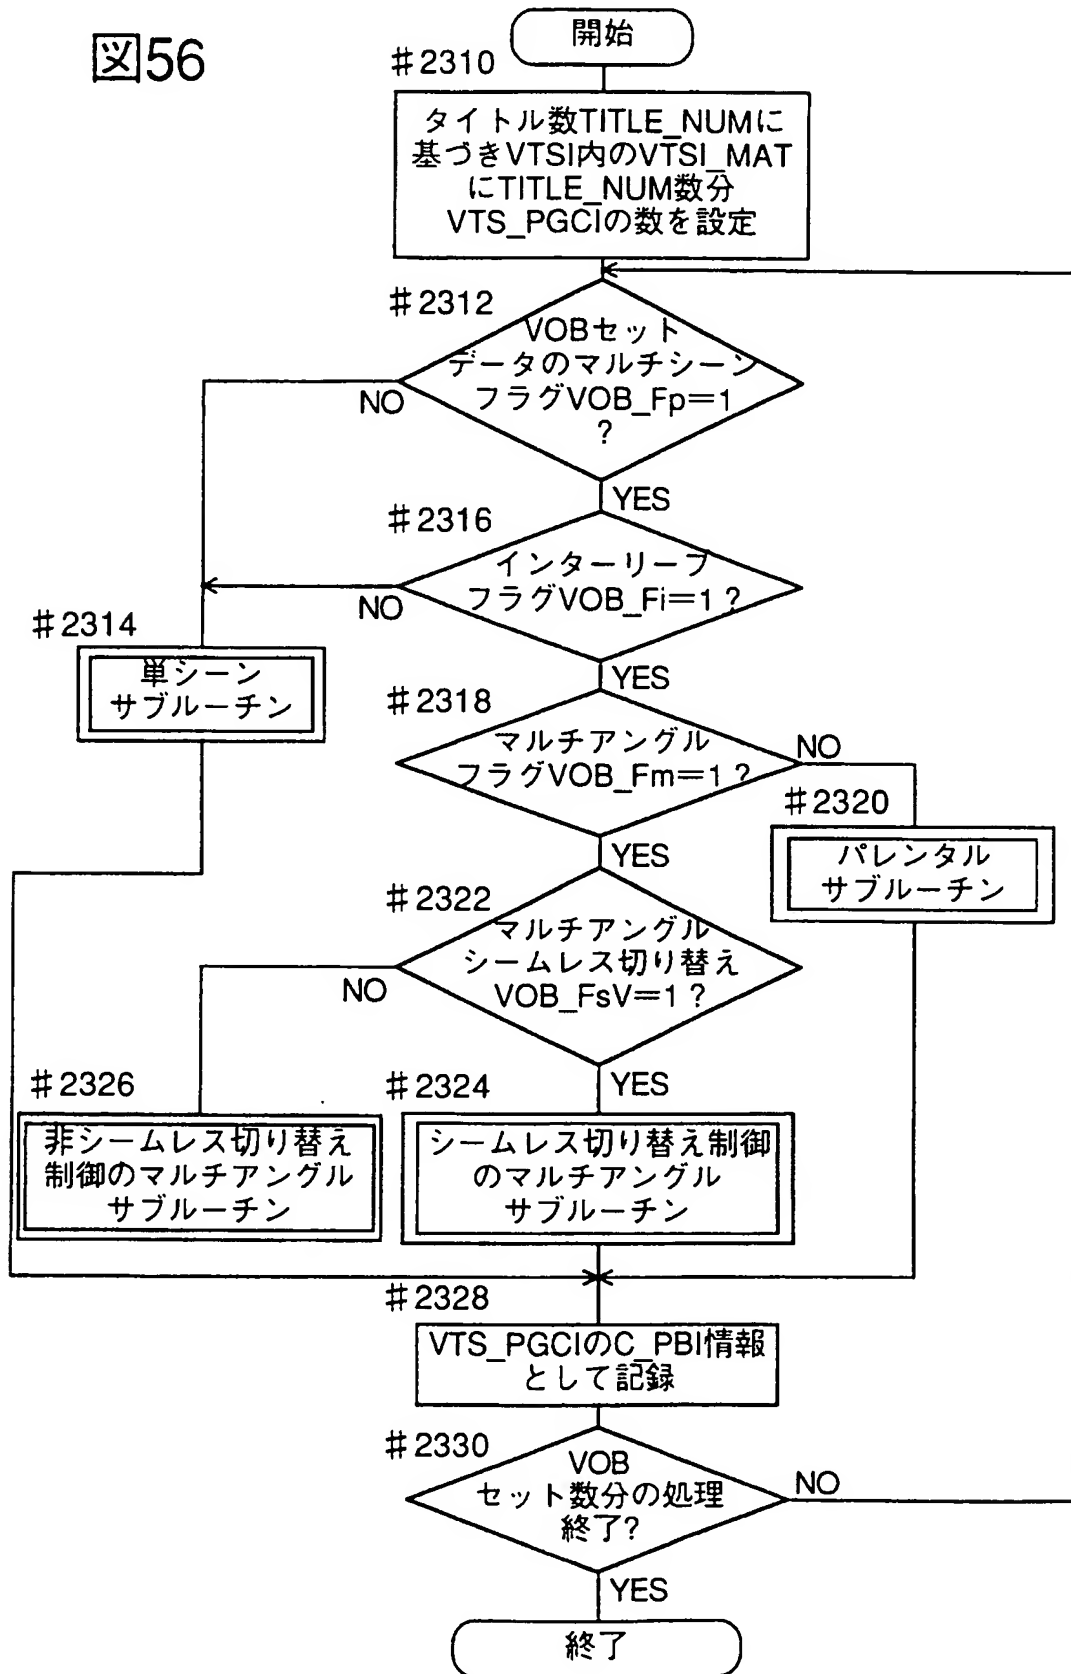 図56
開始
#2310
タイトル数TITLE_NUMに
基づきVTSI内のVTSI_MAT
にTITLE_NUM数分
VTS_PGCIの数を設定
#2312
VOBセット
データのマルチシーン
フラグVOB_Fp=1
?
NO
YES
#2316
インターリーブ
フラグVOB_Fi=1?
NO
YES
#2314
単シーン
サブルーチン
#2318
マルチアングル
フラグVOB_Fm=1?
NO
YES
#2320
パレンタル
サブルーチン
#2322
マルチアングル
シームレス切り替え
VOB_FsV=1?
NO
YES
#2326
非シームレス切り替え
制御のマルチアングル
サブルーチン
#2324
シームレス切り替え制御
のマルチアングル
サブルーチン
#2328
VTS_PGCIのC_PBI情報
として記録
#2330
VOB
セット数分の処理
終了?
NO
YES
終了